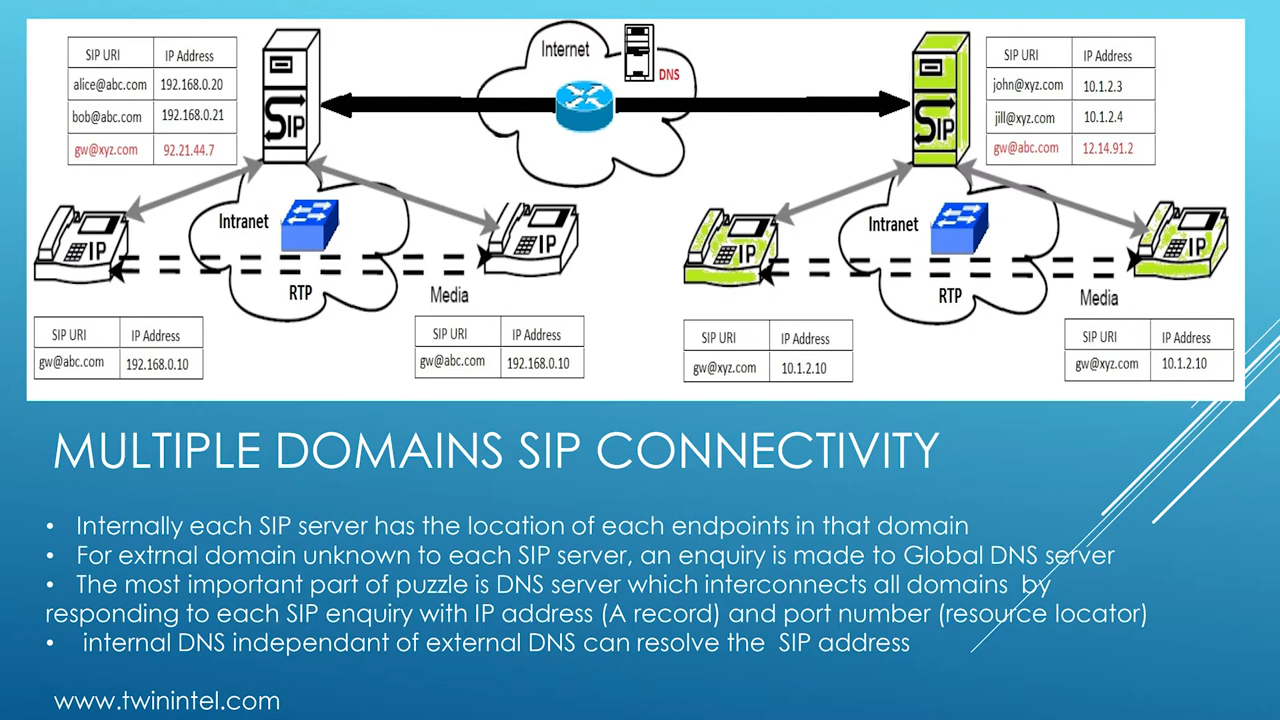 SIP URI IP Address
alice@abc.com 192.168.0.20
bob@abc.com 192.168.0.21
gw@xyz.com 92.21.44.7
SIP
Internet
DNS
SIP
SIP URI IP Address
john@xyz.com 10.1.2.3
jill@xyz.com 10.1.2.4
gw@abc.com 12.14.91.2
IP
Intranet
RTP
IP
Media
IP
Intranet
RTP
IP
Media
SIP URI IP Address
gw@abc.com 192.168.0.10
SIP URI IP Address
gw@abc.com 192.168.0.10
SIP URI IP Address
gw@xyz.com 10.1.2.10
SIP URI IP Address
gw@xyz.com 10.1.2.10
MULTIPLE DOMAINS SIP CONNECTIVITY
• Internally each SIP server has the location of each endpoints in that domain
• For extrnal domain unknown to each SIP server, an enquiry is made to Global DNS server
• The most important part of puzzle is DNS server which interconnects all domains by
responding to each SIP enquiry with IP address (A record) and port number (resource locator)
• internal DNS independant of external DNS can resolve the SIP address
www.twinintel.com